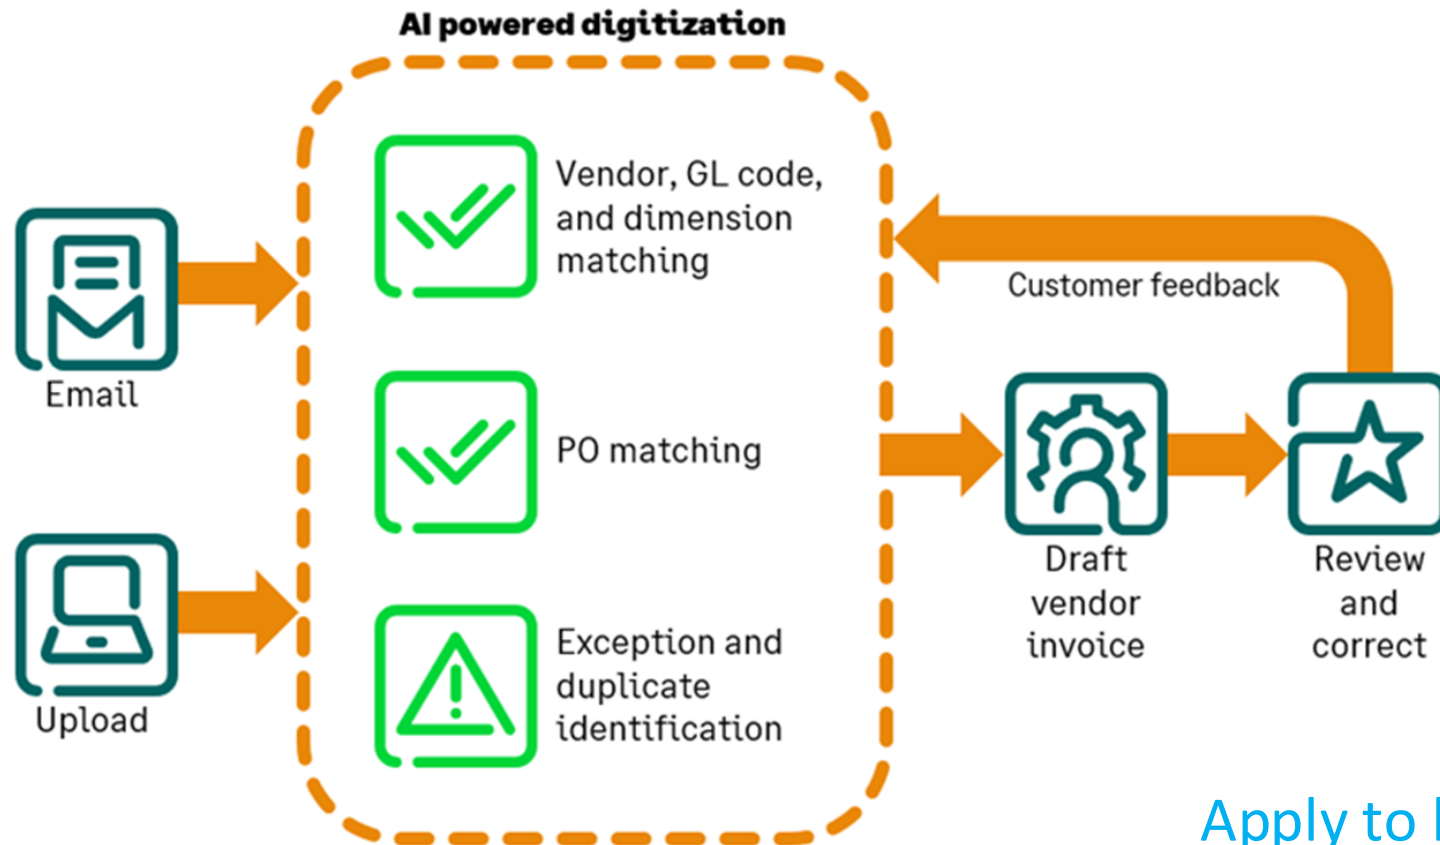 AI powered digitization
Email
Upload
Vendor, GL code,
and dimension
matching
PO matching
Exception and
duplicate
identification
Customer feedback
Draft
vendor
invoice
Review
and
correct
Apply to